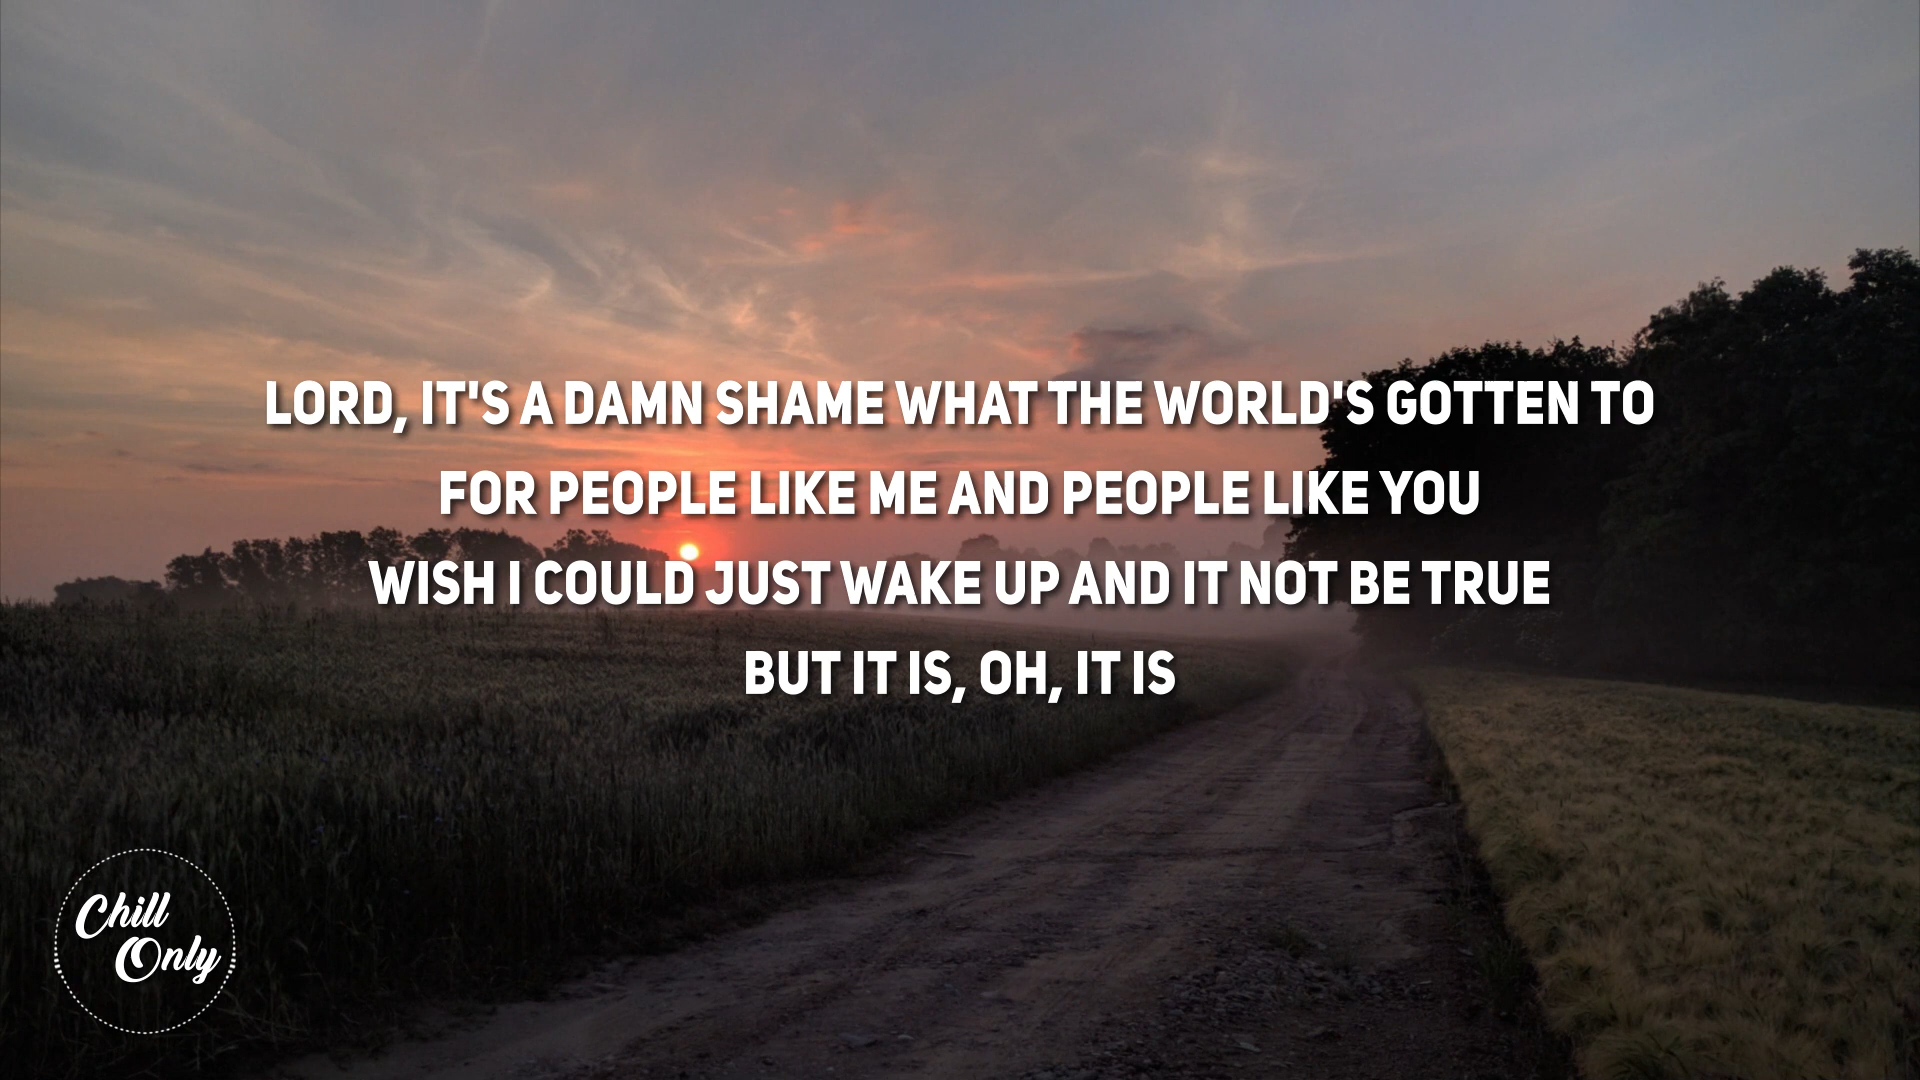 LORD, IT'S A DAMN SHAME WHAT THE WORLD'S GOTTEN TO
FOR PEOPLE LIKE ME AND PEOPLE LIKE YOU
WISH I COULD JUST WAKE UP AND IT NOT BE TRUE
BUT IT IS, OH, IT IS
Chill
Only